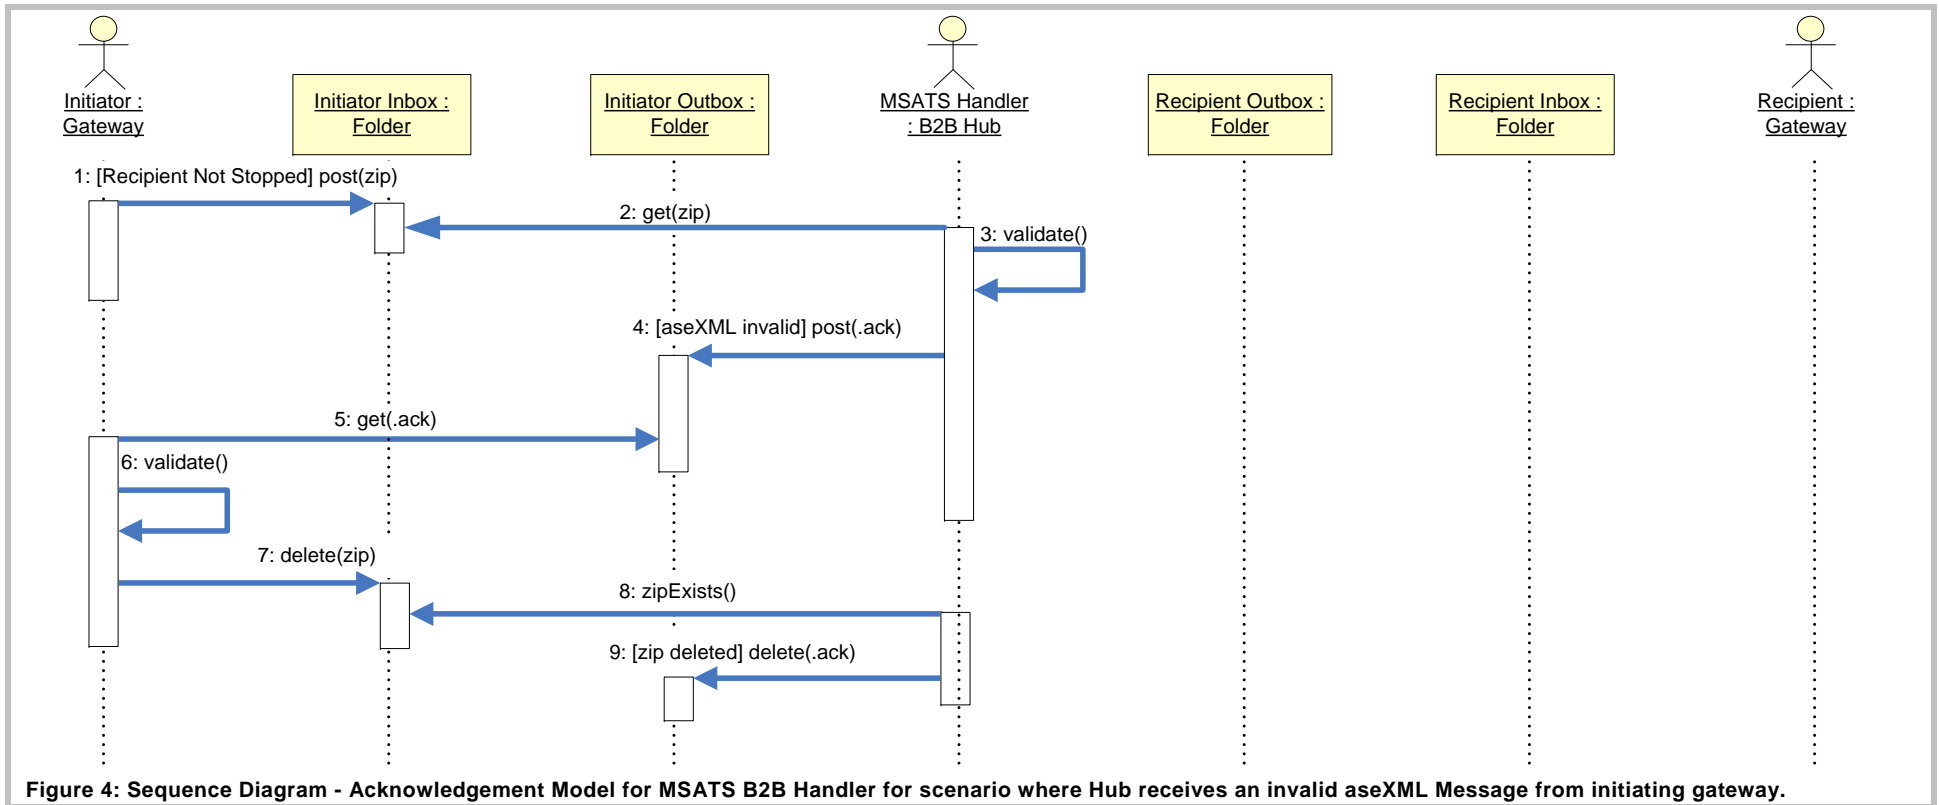 Initiator :
Gateway
Initiator Inbox :
Folder
Initiator Outbox :
Folder
MSATS Handler
: B2B Hub
Recipient Outbox :
Folder
Recipient Inbox :
Folder
Recipient :
Gateway
1: [Recipient Not Stopped] post(zip)
2: get(zip)
3: validate()
4: [aseXML invalid] post(.ack)
5: get(.ack)
6: validate()
7: delete(zip)
8: zipExists()
9: [zip deleted] delete(.ack)
Figure 4: Sequence Diagram - Acknowledgement Model for MSATS B2B Handler for scenario where Hub receives an invalid aseXML Message from initiating gateway.